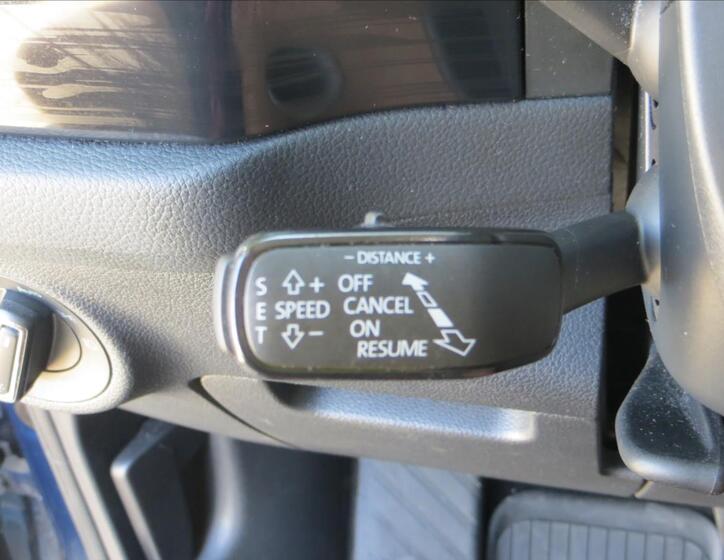 - DISTANCE +
S + OFF
E SPEED CANCEL
T - ON
RESUME